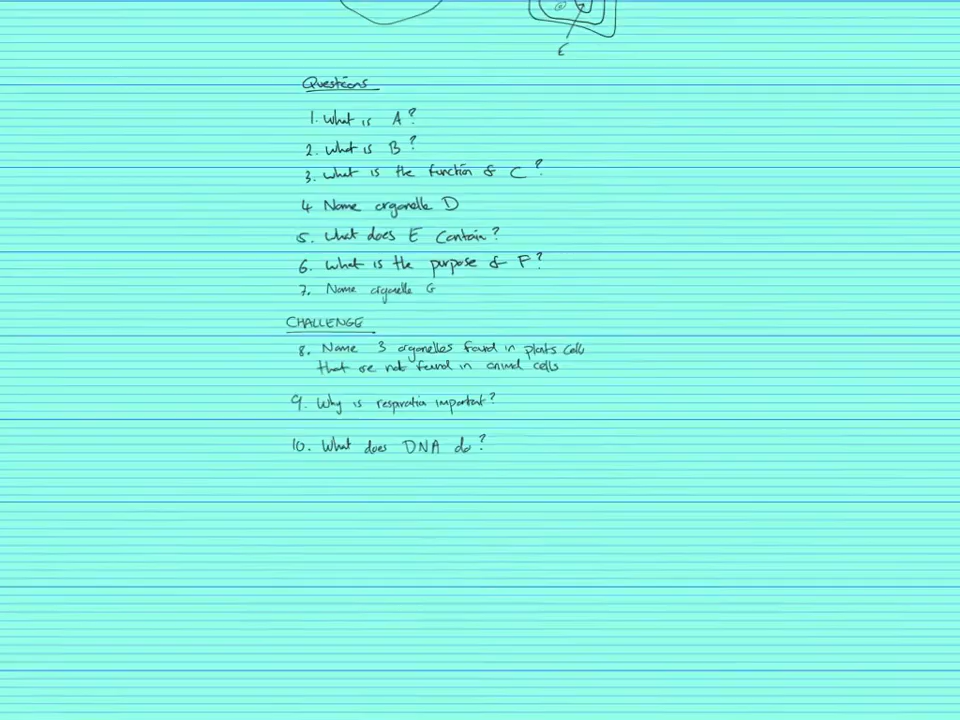 E
Questions
1. What is A?
2. What is B?
3. What is the function of C?
4 Name organelle D
5. What does E Contain?
6. What is the purpose of F?
7. Name organelle G
CHALLENGE
8. Name 3 organelles found in plants cells
that are not found in animal cells
9. Why is respiration important?
10. What does DNA do?